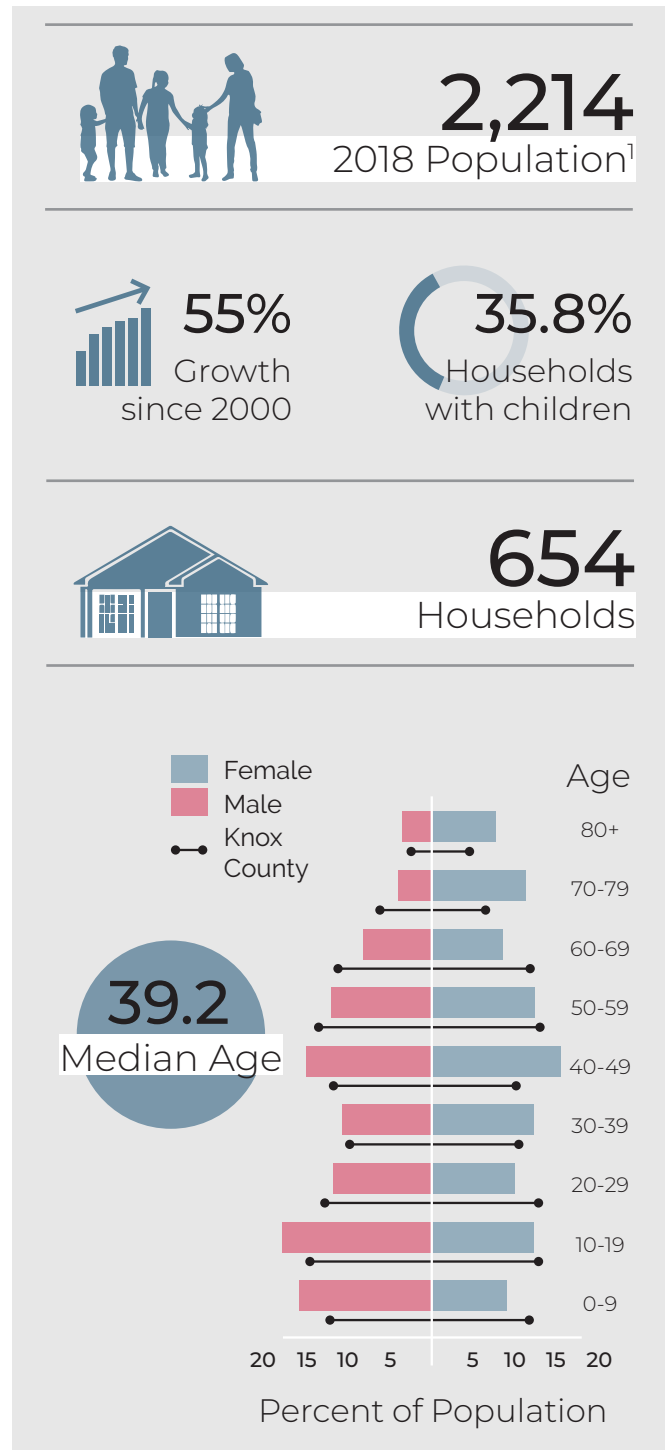 2,214
2018 Population¹
55%
Growth
since 2000
35.8%
Households
with children
654
Households
Female
Male
Knox
County
Age
80+
70-79
60-69
39.2
Median Age
50-59
40-49
30-39
20-29
10-19
0-9
20 15 10 5 5 10 15 20
Percent of Population